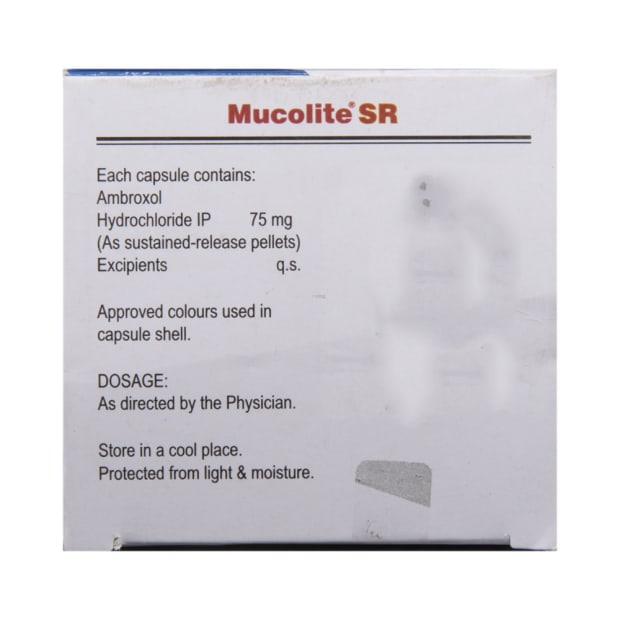 Mucolite® SR
Each capsule contains:
Ambroxol
Hydrochloride IP 75 mg
(As sustained-release pellets)
Excipients q.s.
Approved colours used in
capsule shell.
DOSAGE:
As directed by the Physician.
Store in a cool place.
Protected from light & moisture.